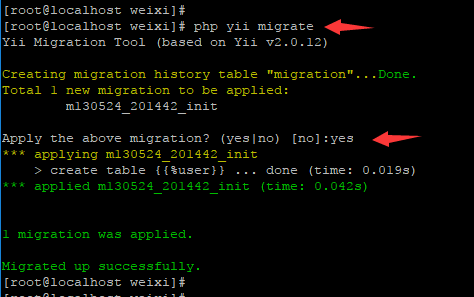 [root@localhost weixi]#
[root@localhost weixi]# php yii migrate
Yii Migration Tool (based on Yii v2.0.12)
Creating migration history table "migration"...Done.
Total 1 new migration to be applied:
m130524_201442_init
Apply the above migration? (yes|no) [no]:yes
*** applying m130524_201442_init
> create table {{%user}} ... done (time: 0.019s)
*** applied m130524_201442_init (time: 0.042s)
1 migration was applied.
Migrated up successfully.
[root@localhost weixi]#
[root@localhost weixi]#